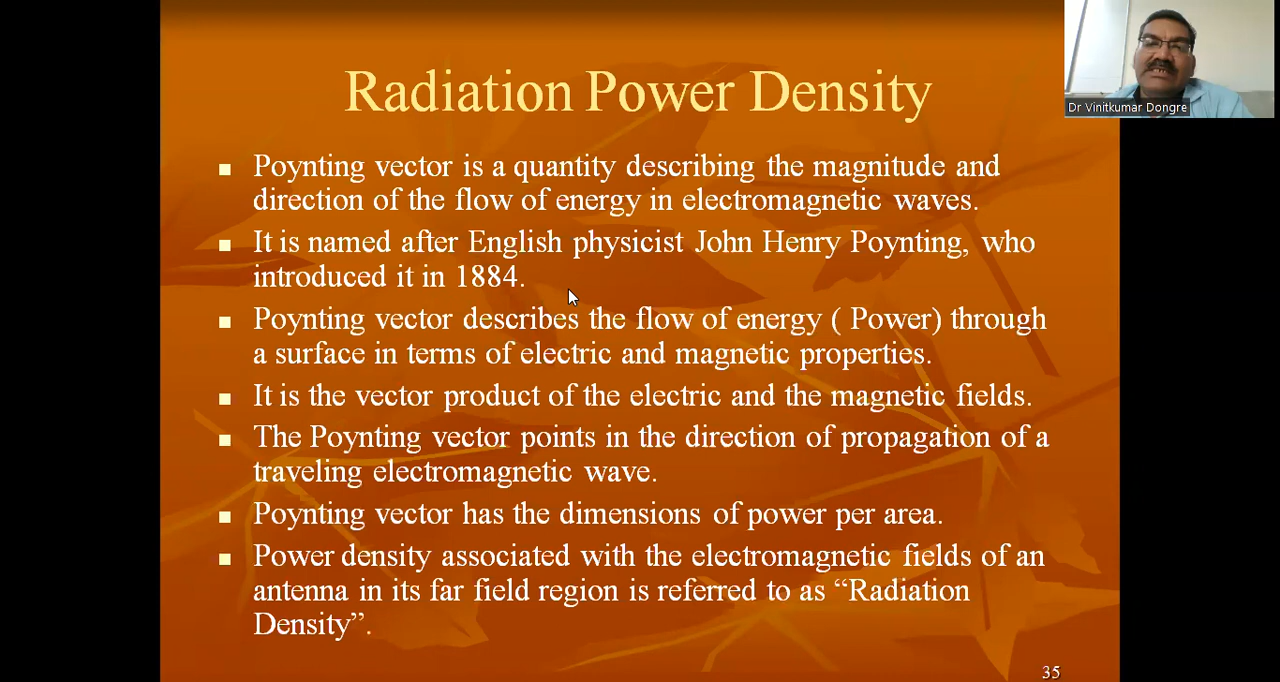 Radiation Power Density
Poynting vector is a quantity describing the magnitude and
direction of the flow of energy in electromagnetic waves.
It is named after English physicist John Henry Poynting, who
introduced it in 1884.
Poynting vector describes the flow of energy ( Power) through
a surface in terms of electric and magnetic properties.
It is the vector product of the electric and the magnetic fields.
The Poynting vector points in the direction of propagation of a
traveling electromagnetic wave.
Poynting vector has the dimensions of power per area.
Power density associated with the electromagnetic fields of an
antenna in its far field region is referred to as “Radiation
Density”.
35
Dr Vinitkumar Dongre